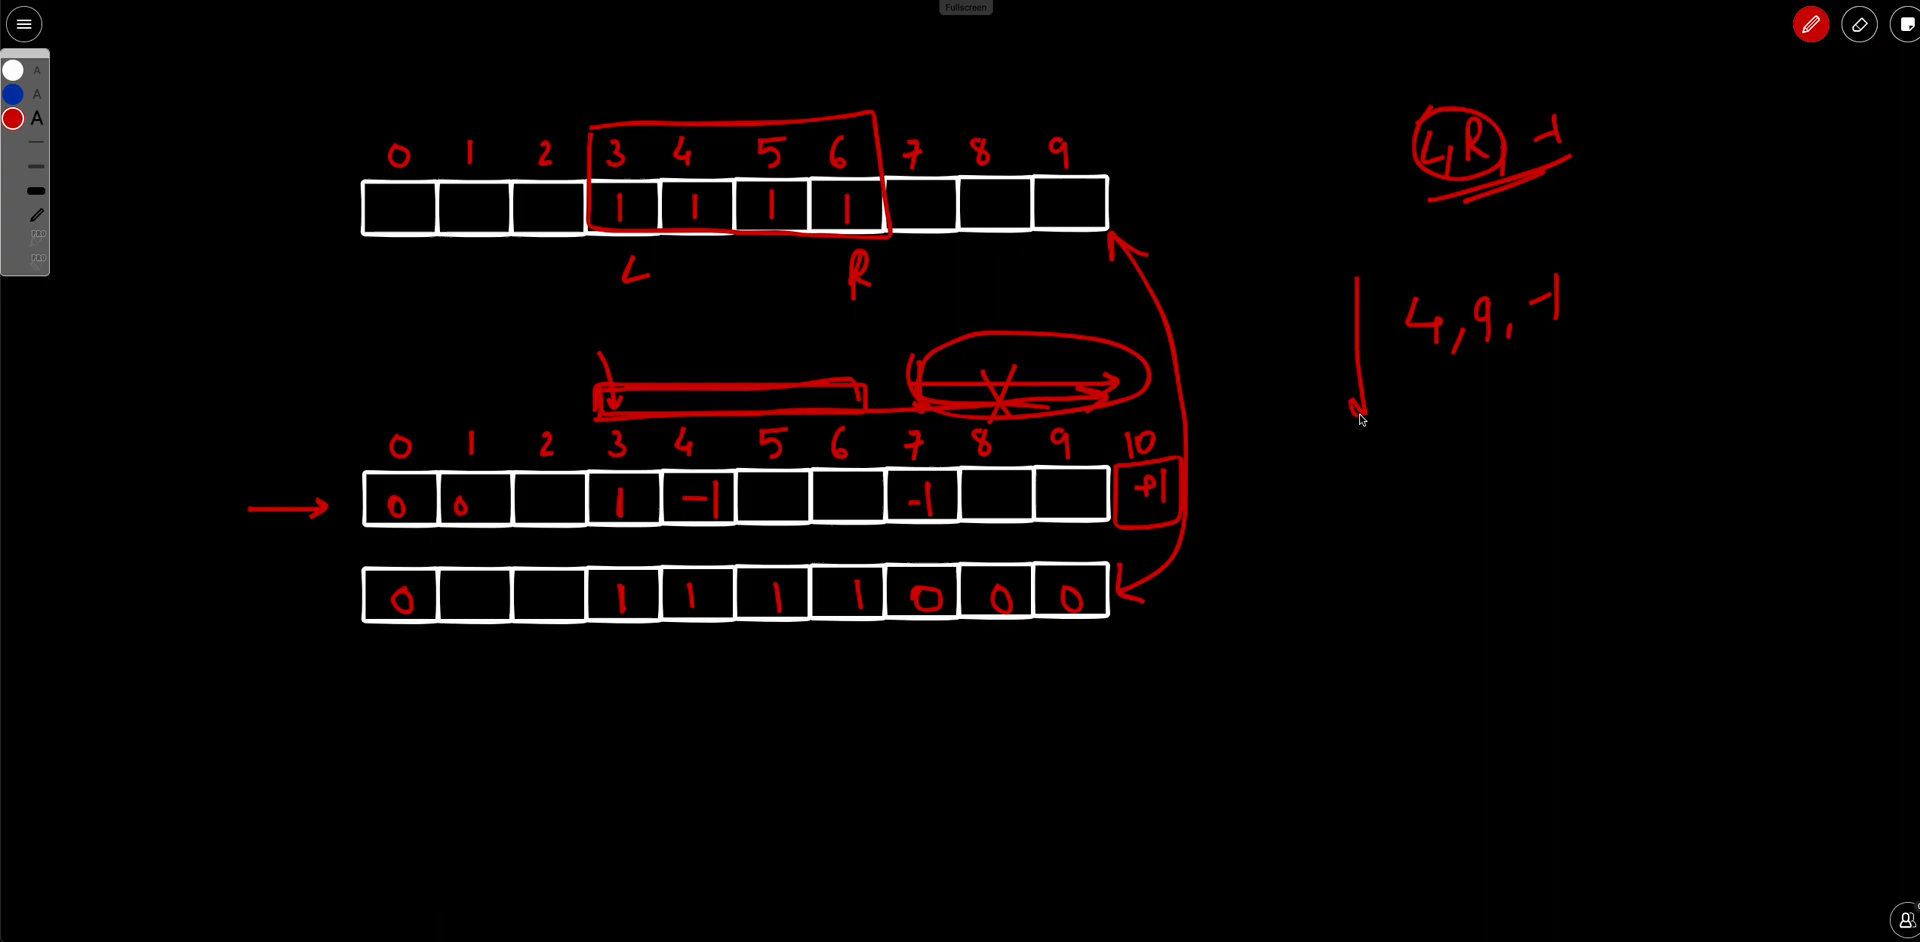 Fullscreen
A
A
A
PRO
PRO
L, R, -1
0 1 2 3 4 5 6 7 8 9
1 1 1 1
L R
4, 9, -1
0 1 2 3 4 5 6 7 8 9 10
0 0 1 -1 -1 +1
0 1 1 1 1 0 0 0